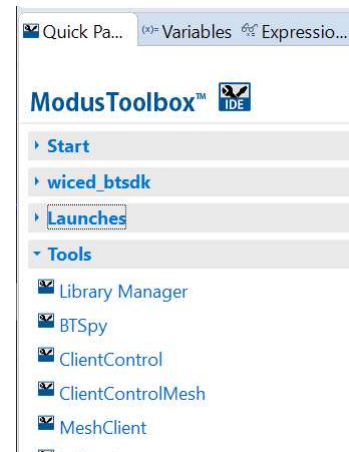 Quick Pa... (x)= Variables Expressio...
ModusToolbox™ IDE
Start
wiced_btsdk
Launches
Tools
Library Manager
BTSpy
ClientControl
ClientControlMesh
MeshClient